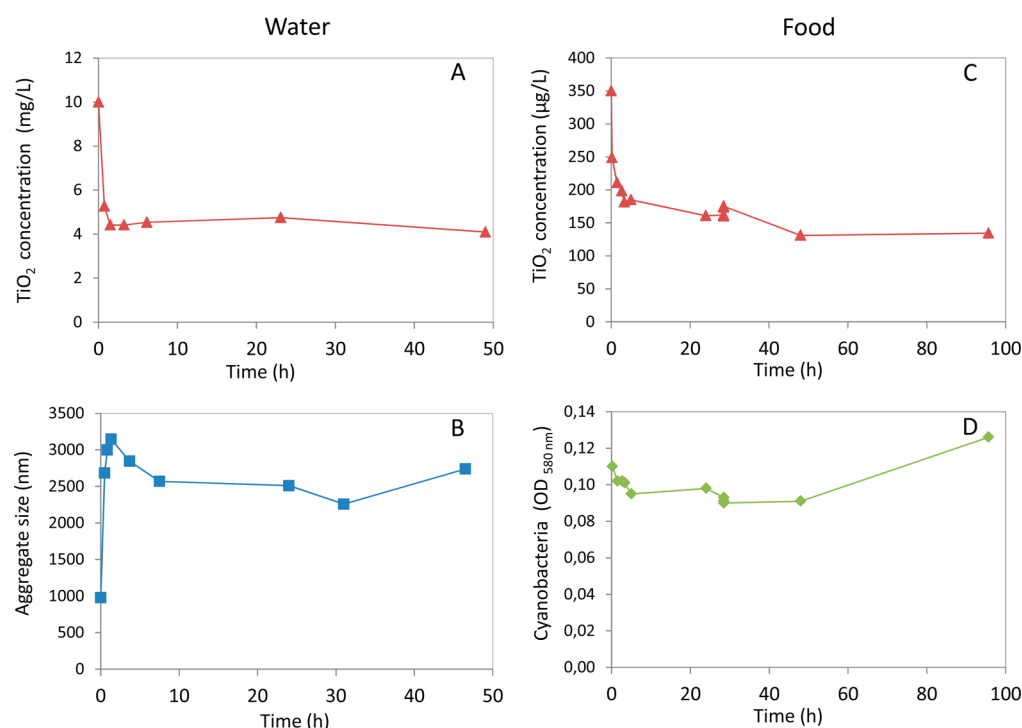 Water
Food
A
TiO₂ concentration (mg/L)
12
10
8
6
4
2
0
0 10 20 30 40 50
Time (h)
C
TiO₂ concentration (µg/L)
400
350
300
250
200
150
100
50
0
0 20 40 60 80 100
Time (h)
B
Aggregate size (nm)
3500
3000
2500
2000
1500
1000
500
0
0 10 20 30 40 50
Time (h)
D
Cyanobacteria (OD 580 nm)
0,14
0,12
0,10
0,08
0,06
0,04
0,02
0,00
0 20 40 60 80 100
Time (h)